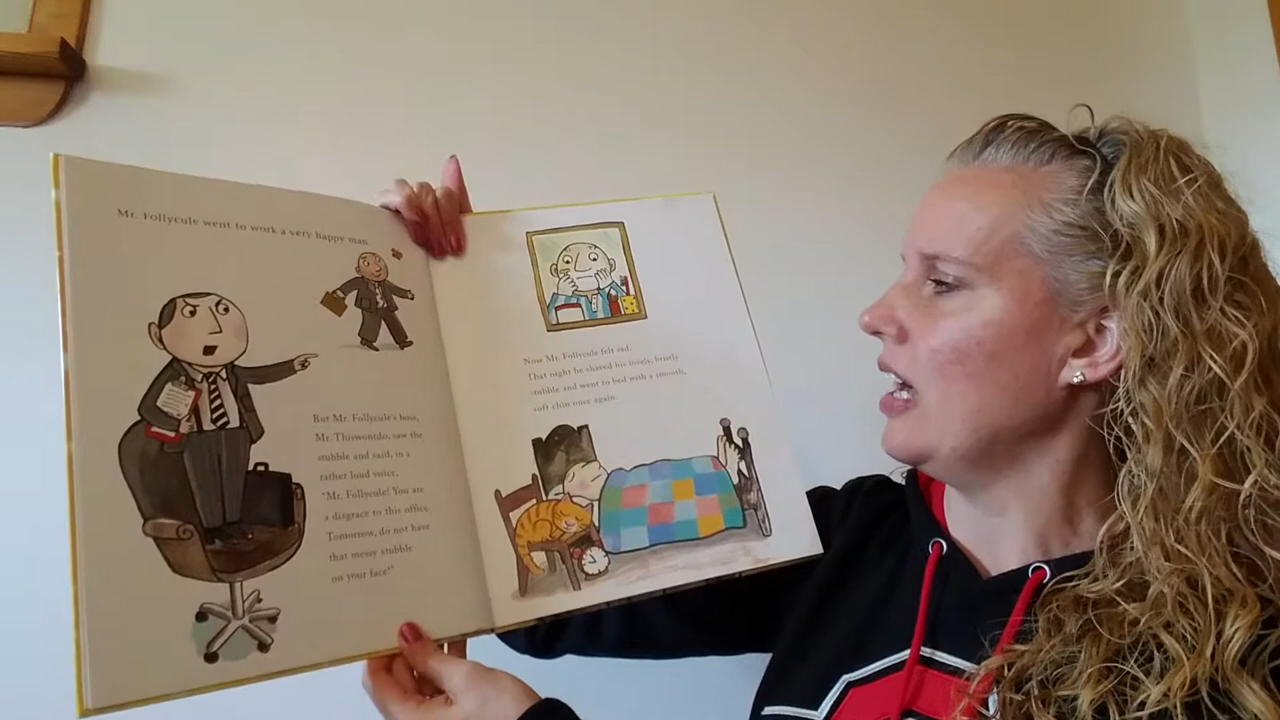 Mr. Follycule went to work a very happy man.
But Mr. Follycule's boss,
Mr. Thiswontdo, saw the
stubble and said, in a
rather loud voice,
"Mr. Follycule! You are
a disgrace to this office.
Tomorrow, do not have
that messy stubble
on your face!"
Now Mr. Follycule felt sad.
That night he shaved his lovely, bristly
stubble and went to bed with a smooth,
soft chin once again.